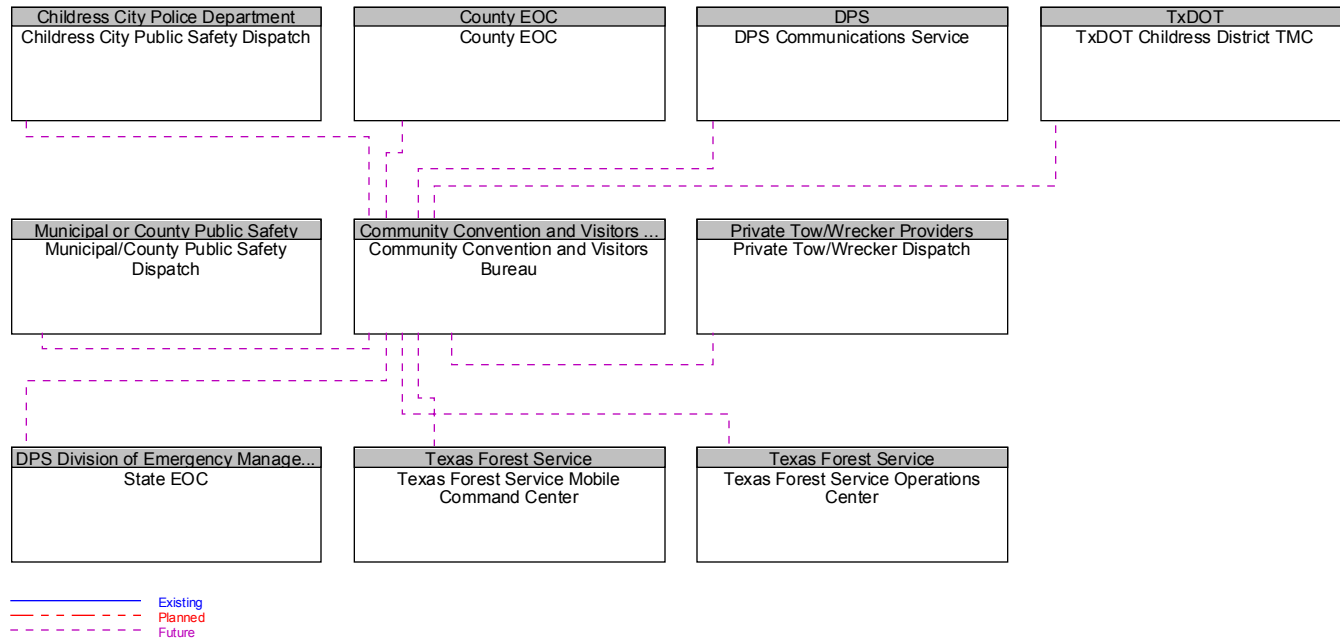 Childress City Police Department
Childress City Public Safety Dispatch
County EOC
County EOC
DPS
DPS Communications Service
TxDOT
TxDOT Childress District TMC
Municipal or County Public Safety
Municipal/County Public Safety
Dispatch
Community Convention and Visitors ...
Community Convention and Visitors
Bureau
Private Tow/Wrecker Providers
Private Tow/Wrecker Dispatch
DPS Division of Emergency Manage...
State EOC
Texas Forest Service
Texas Forest Service Mobile
Command Center
Texas Forest Service
Texas Forest Service Operations
Center
Existing
Planned
Future